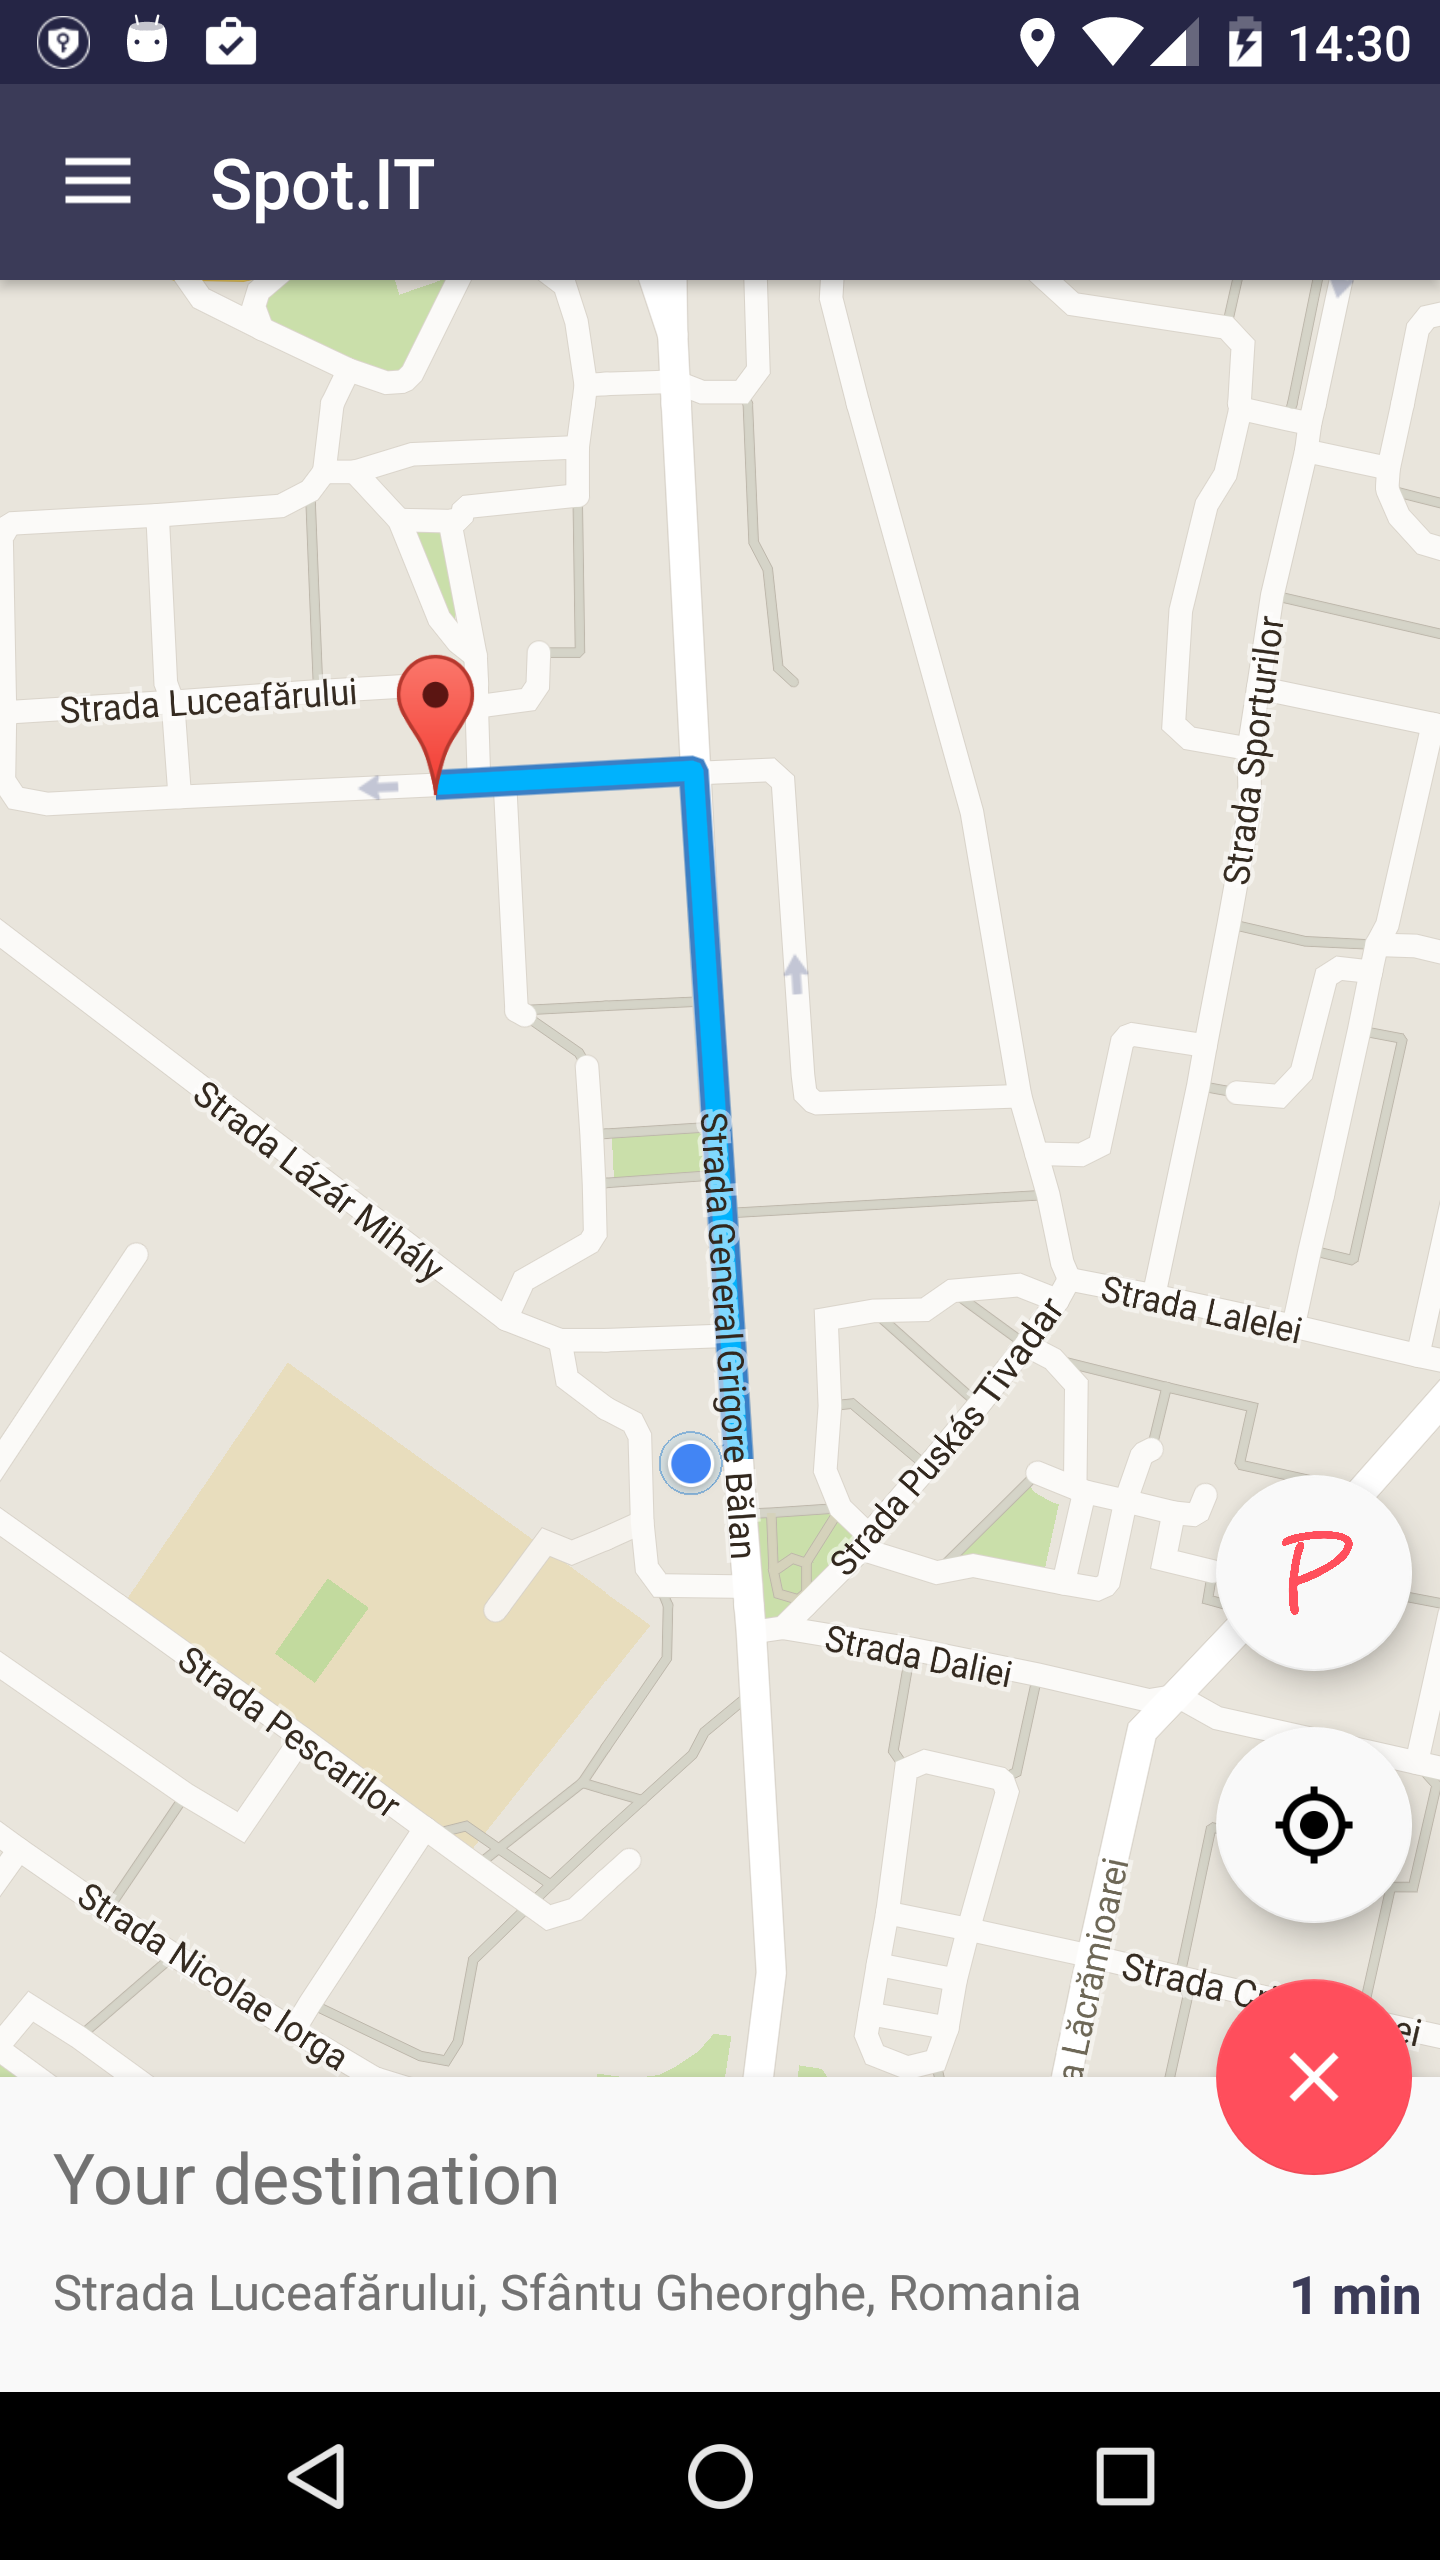 14:30
Spot.IT
Strada Luceafărului
Strada Sporturilor
Strada Lázár Mihály
Strada General Grigore Bălan
Strada Lalelei
Strada Puskás Tivadar
Strada Daliei
P
Strada Pescarilor
Strada Nicolae Iorga
a Lăcrămioarei
Strada
Your destination
Strada Luceafărului, Sfântu Gheorghe, Romania
1 min